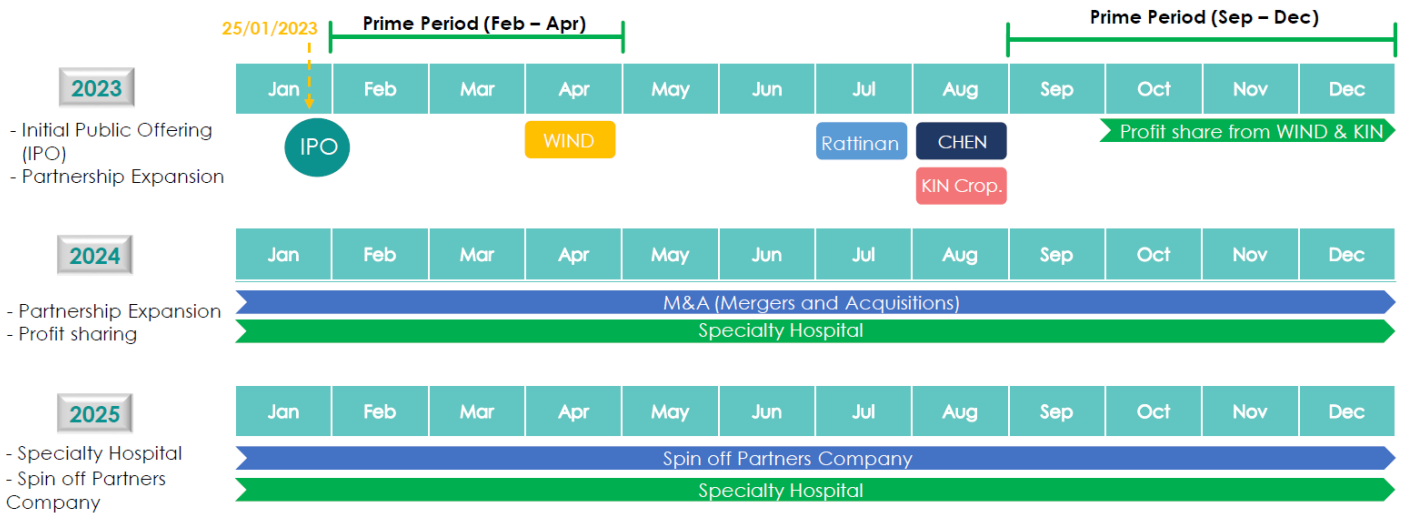 Prime Period (Feb – Apr)
Prime Period (Sep – Dec)
25/01/2023
2023
Jan Feb Mar Apr May Jun Jul Aug Sep Oct Nov Dec
- Initial Public Offering
(IPO)
- Partnership Expansion
IPO
WIND
Rattinan
CHEN
KIN Crop.
Profit share from WIND & KIN
2024
Jan Feb Mar Apr May Jun Jul Aug Sep Oct Nov Dec
- Partnership Expansion
- Profit sharing
M&A (Mergers and Acquisitions)
Specialty Hospital
2025
Jan Feb Mar Apr May Jun Jul Aug Sep Oct Nov Dec
- Specialty Hospital
- Spin off Partners
Company
Spin off Partners Company
Specialty Hospital